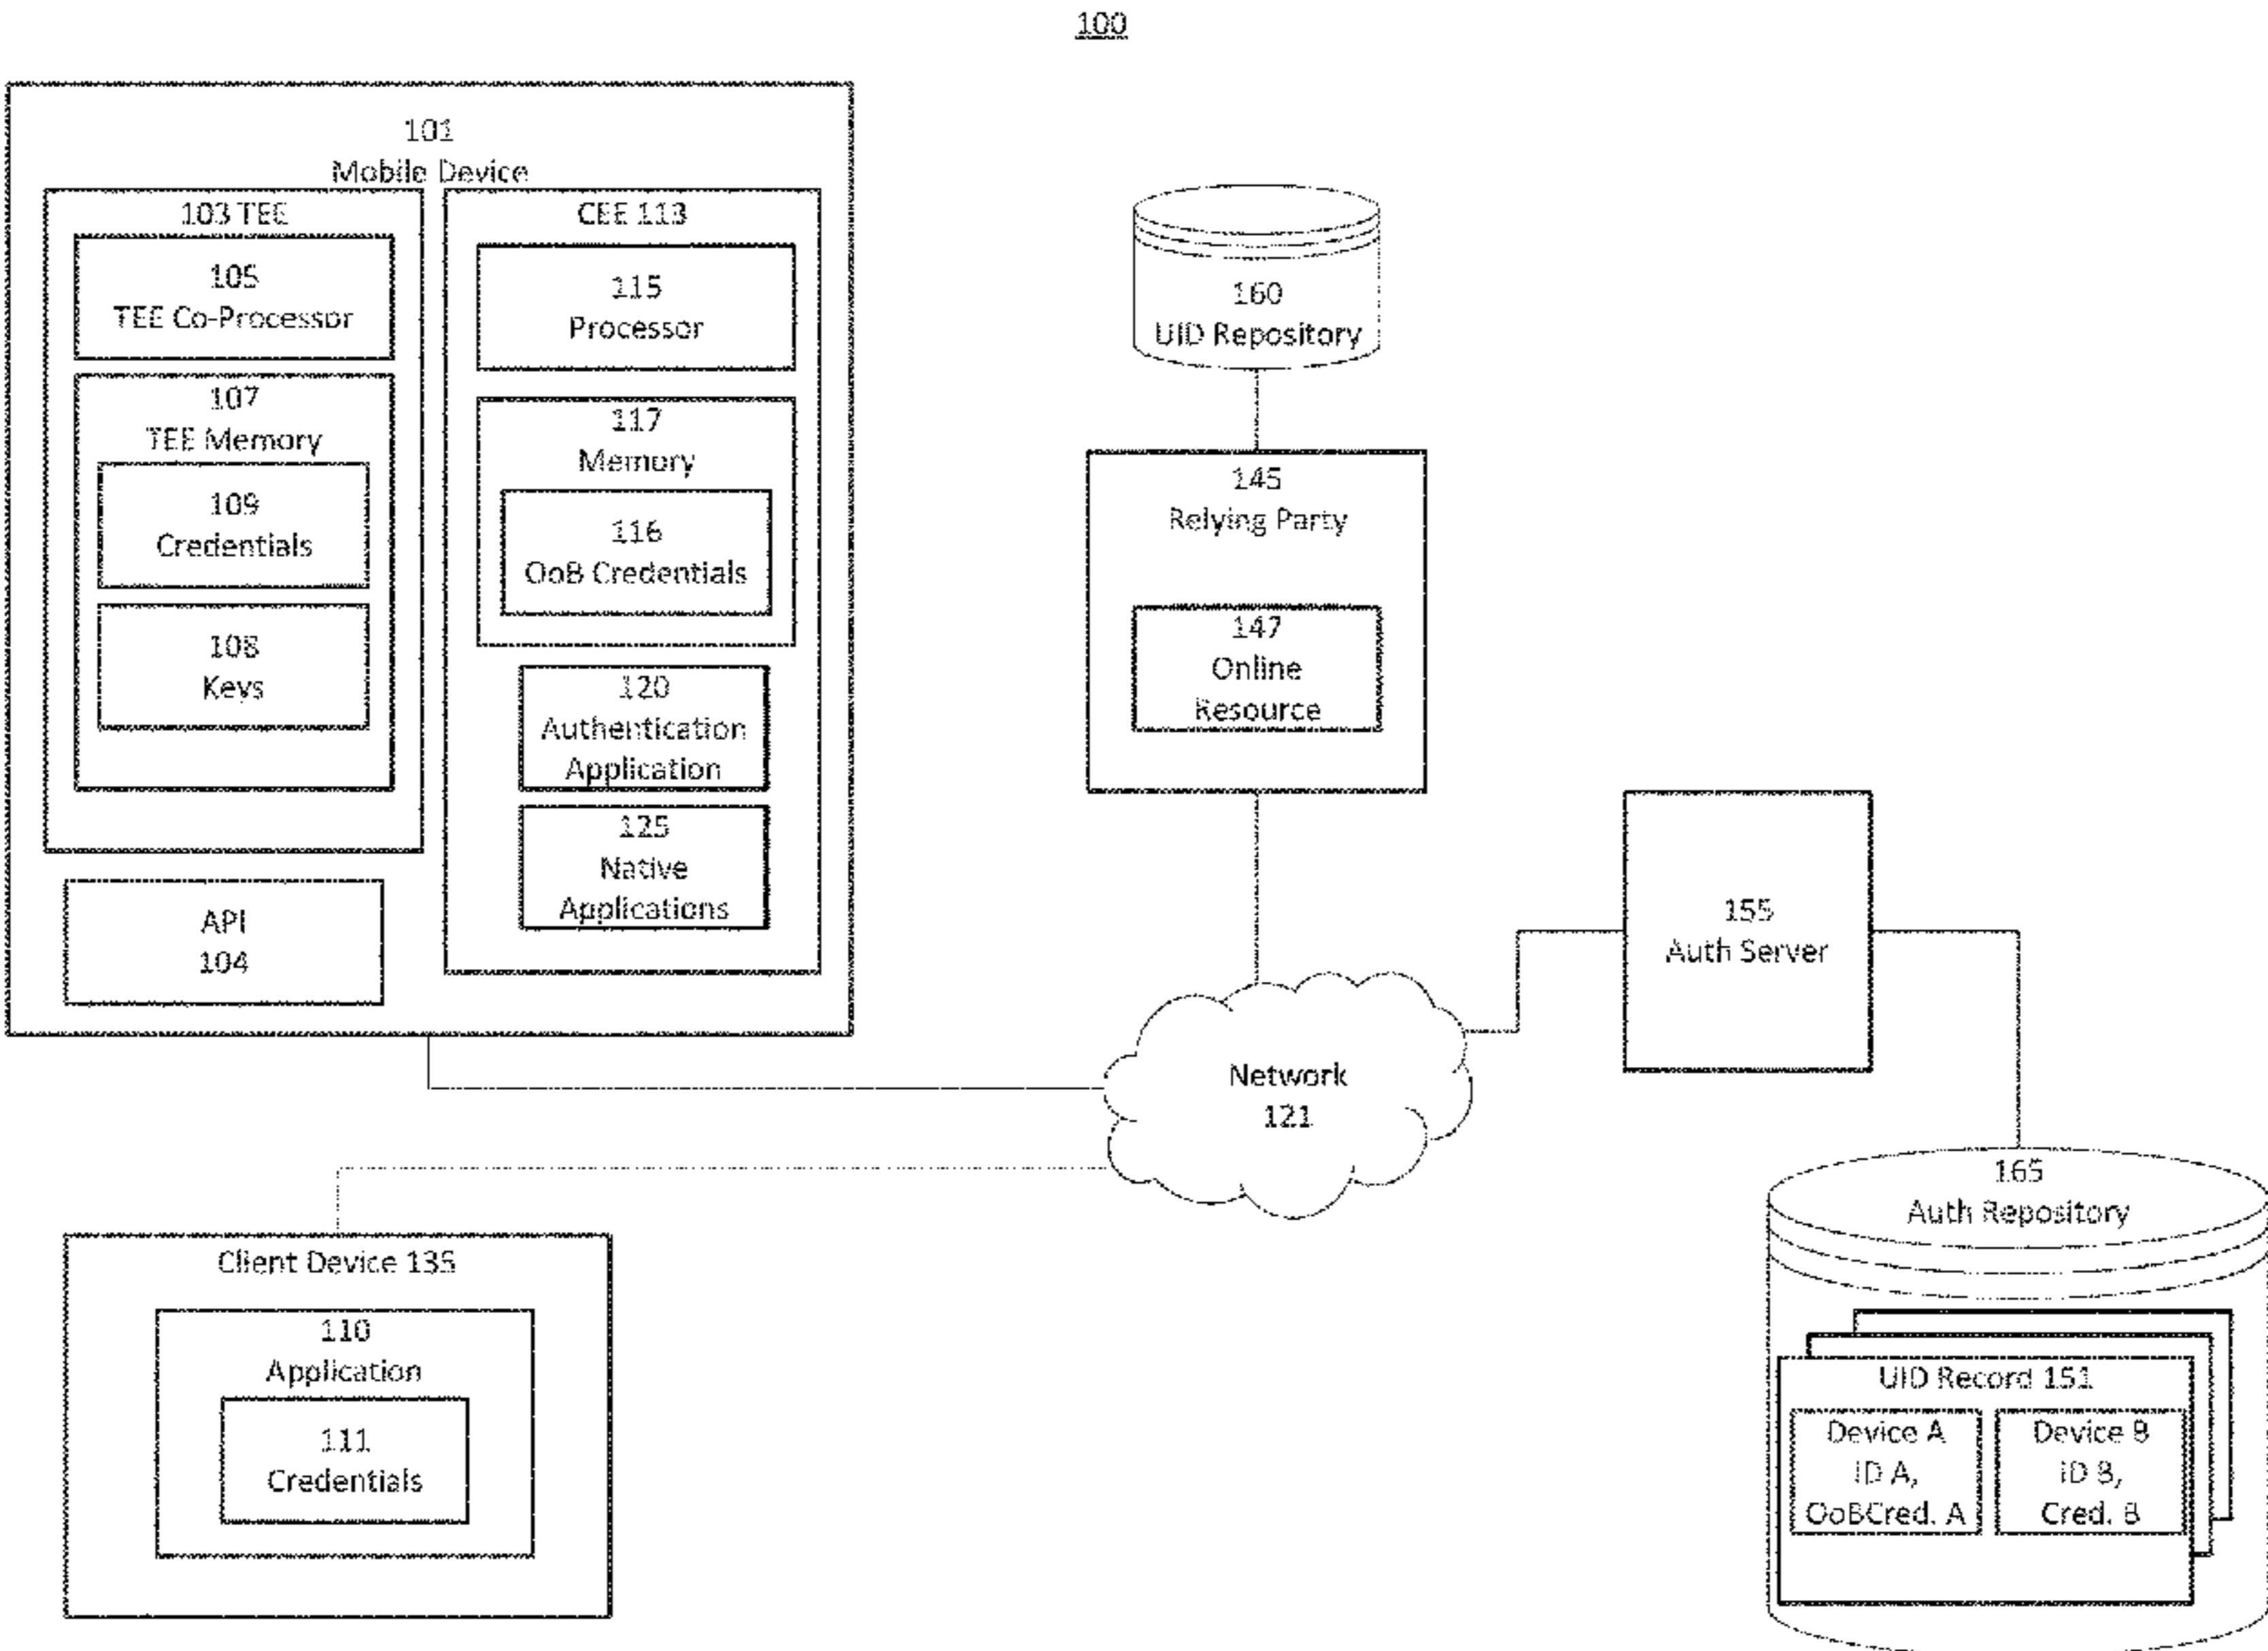 100
101
Mobile Device
103 TEE
105
TEE Co-Processor
107
TEE Memory
109
Credentials
108
Keys
API
104
CEE 113
115
Processor
117
Memory
116
OoB Credentials
120
Authentication
Application
125
Native
Applications
160
UID Repository
145
Relying Party
147
Online
Resource
155
Auth Server
Network
121
165
Auth Repository
UID Record 151
Device A
ID A,
OoBCred. A
Device B
ID B,
Cred. B
Client Device 135
110
Application
111
Credentials